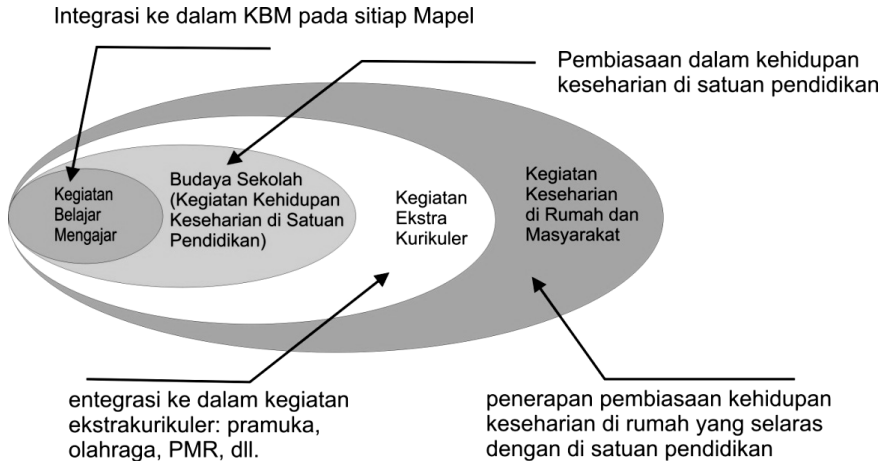 Integrasi ke dalam KBM pada sitiap Mapel
Pembiasaan dalam kehidupan
keseharian di satuan pendidikan
Kegiatan
Belajar
Mengajar
Budaya Sekolah
(Kegiatan Kehidupan
Keseharian di Satuan
Pendidikan)
Kegiatan
Ekstra
Kurikuler
Kegiatan
Keseharian
di Rumah dan
Masyarakat
entegrasi ke dalam kegiatan
ekstrakurikuler: pramuka,
olahraga, PMR, dll.
penerapan pembiasaan kehidupan
keseharian di rumah yang selaras
dengan di satuan pendidikan